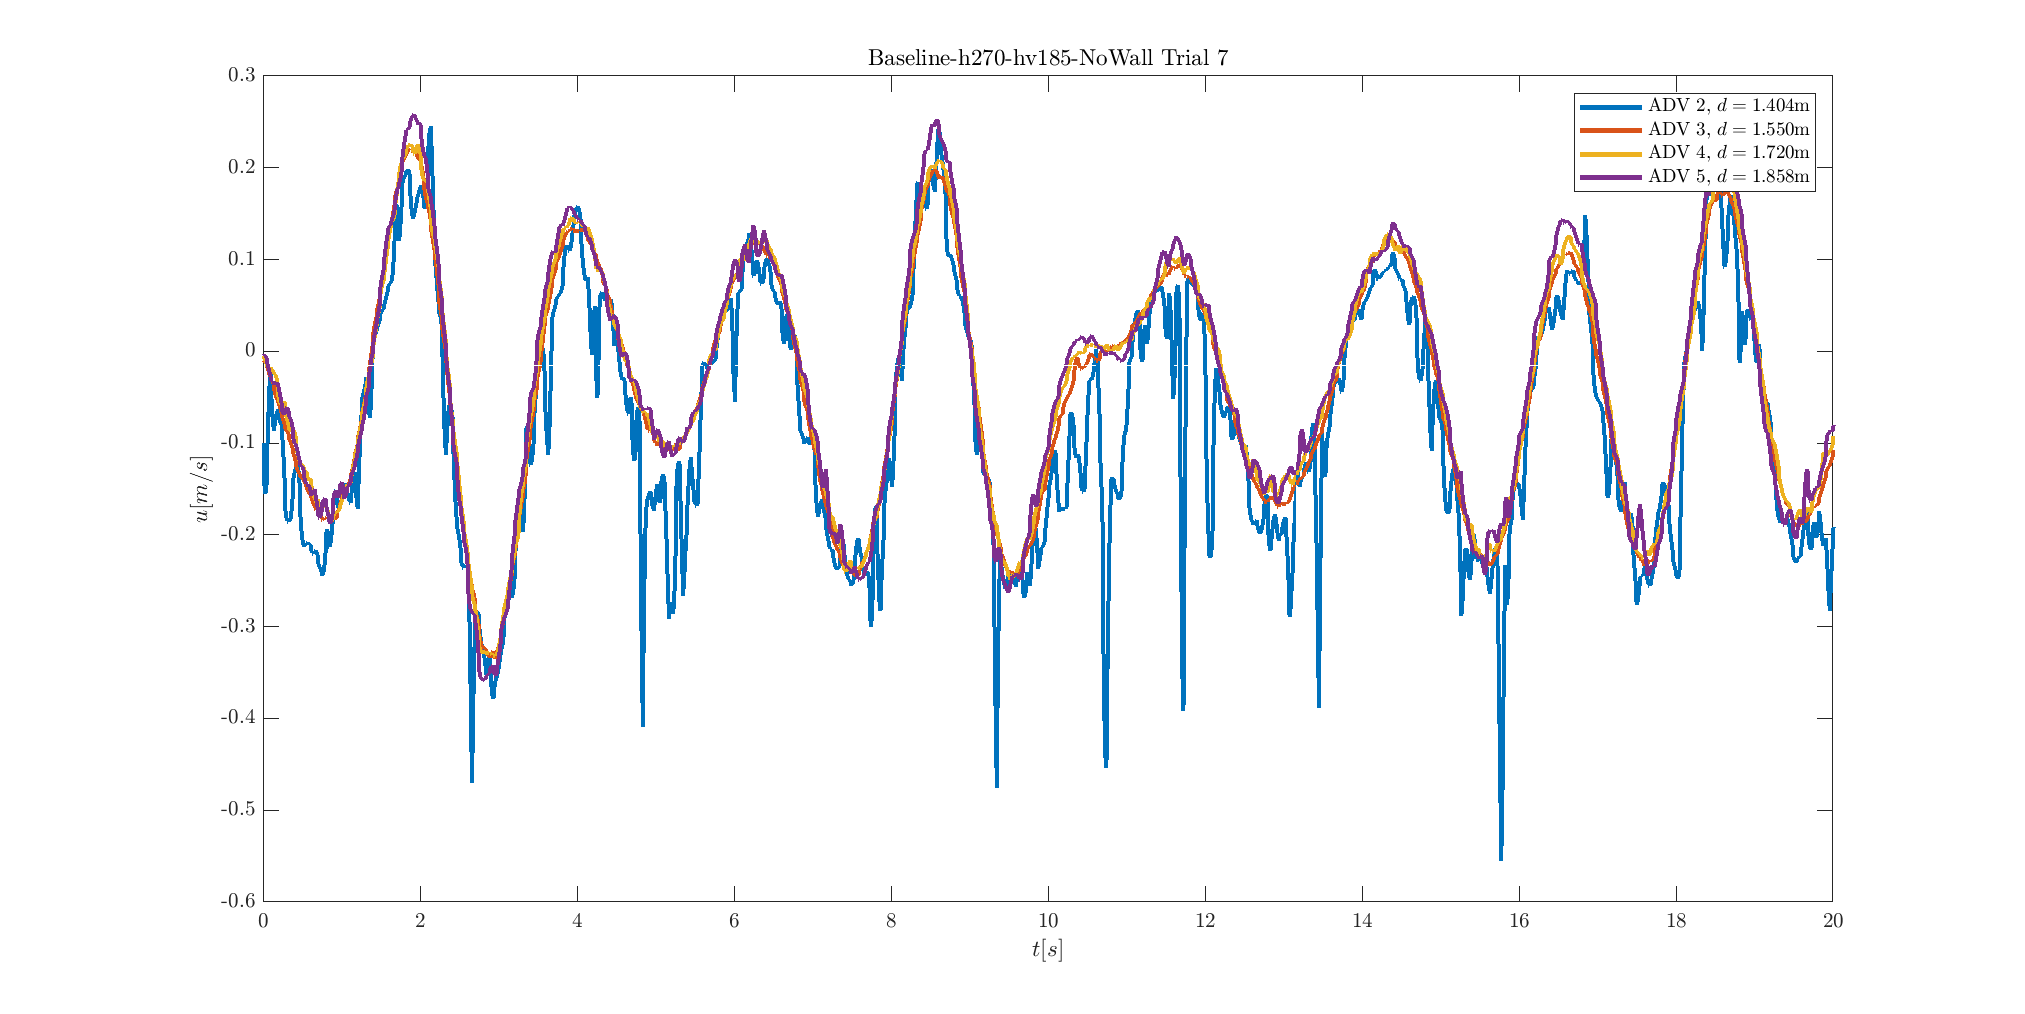 Baseline-h270-hv185-NoWall Trial 7
0.3
0.2
0.1
0
-0.1
-0.2
-0.3
-0.4
-0.5
-0.6
u[m/s]
ADV 2, d = 1.404m
ADV 3, d = 1.550m
ADV 4, d = 1.720m
ADV 5, d = 1.858m
0 2 4 6 8 10 12 14 16 18 20
t[s]